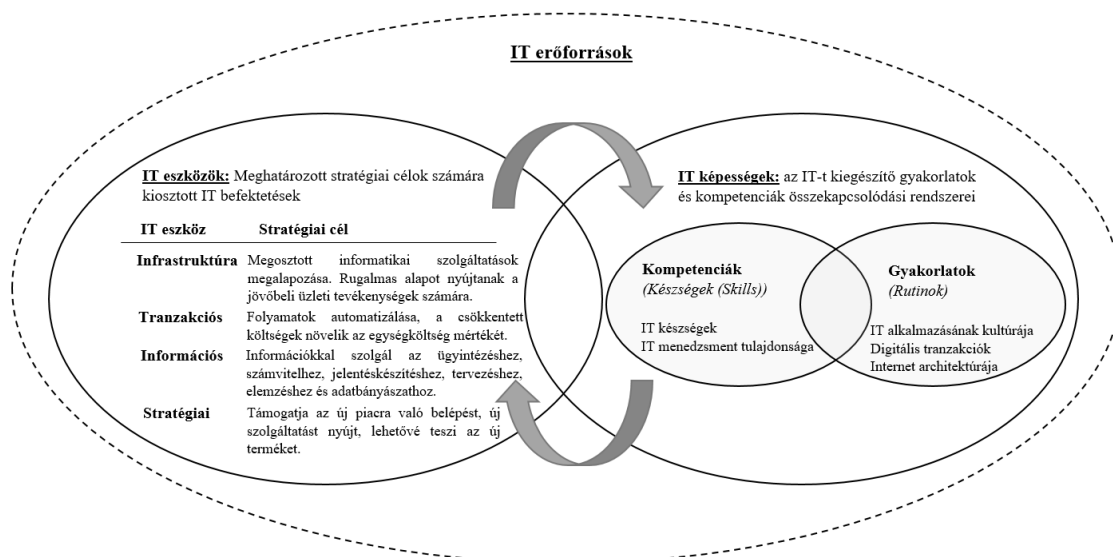 IT erőforrások
IT eszközök: Meghatározott stratégiai célok számára
kiosztott IT befektetések
IT eszköz Stratégiai cél
Infrastruktúra Megosztott informatikai szolgáltatások
megalapozása. Rugalmas alapot nyújtanak a
jövőbeli üzleti tevékenységek számára.
Tranzakciós Folyamatok automatizálása, a csökkentett
költségek növelik az egységköltség mértékét.
Információs Információkkal szolgál az ügyintézéshez,
számvitelhez, jelentéskészítéshez, tervezéshez,
elemzéshez és adatbányászathoz.
Stratégiai Támogatja az új piacra való belépést, új
szolgáltatást nyújt, lehetővé teszi az új
terméket.
IT képességek: az IT-t kiegészítő gyakorlatok
és kompetenciák összekapcsolódási rendszerei
Kompetenciák
(Készségek (Skills))
IT készségek
IT menedzsment tulajdonsága
Gyakorlatok
(Rutinok)
IT alkalmazásának kultúrája
Digitális tranzakciók
Internet architektúrája